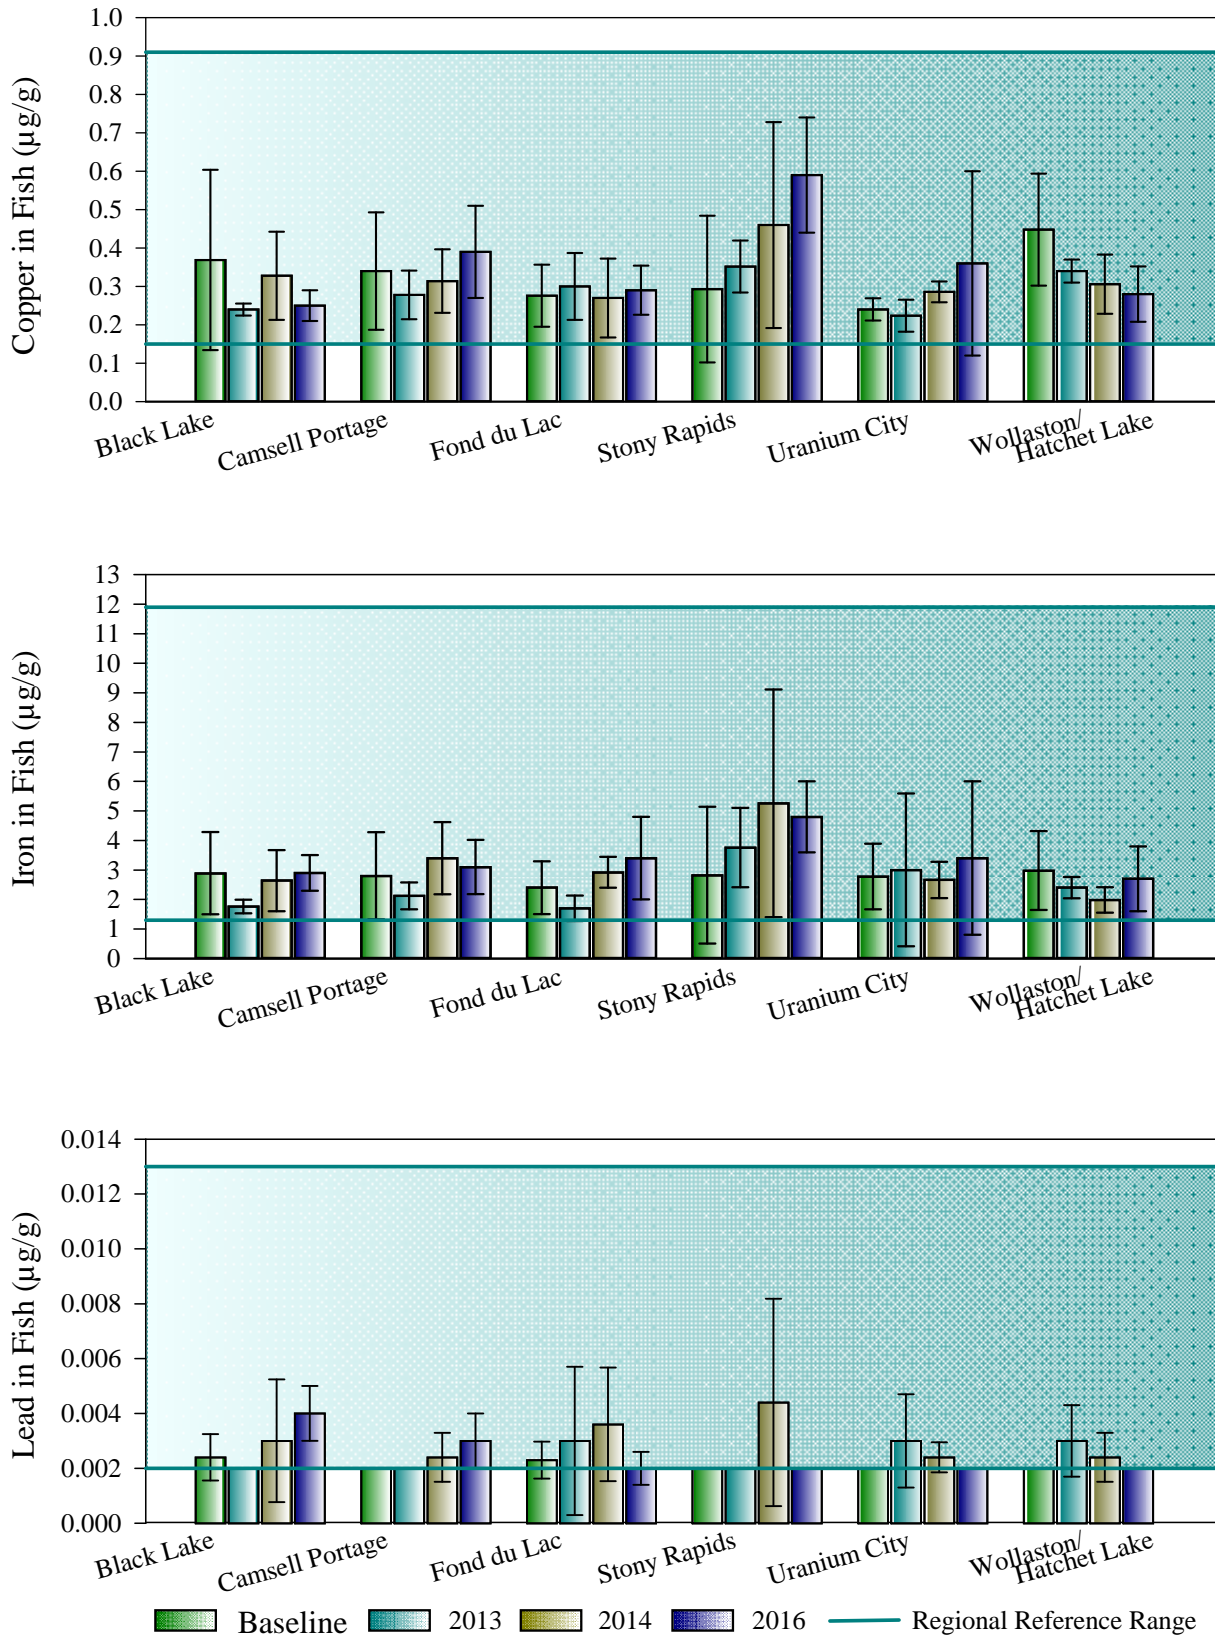 1.0
0.9
0.8
0.7
0.6
0.5
0.4
0.3
0.2
0.1
0.0
Copper in Fish (µg/g)
Black Lake
Camsell Portage
Fond du Lac
Stony Rapids
Uranium City
Wollaston/
Hatchet Lake
13
12
11
10
9
8
7
6
5
4
3
2
1
0
Iron in Fish (µg/g)
Black Lake
Camsell Portage
Fond du Lac
Stony Rapids
Uranium City
Wollaston/
Hatchet Lake
0.014
0.012
0.010
0.008
0.006
0.004
0.002
0.000
Lead in Fish (µg/g)
Black Lake
Camsell Portage
Fond du Lac
Stony Rapids
Uranium City
Wollaston/
Hatchet Lake
Baseline 2013 2014 2016 Regional Reference Range